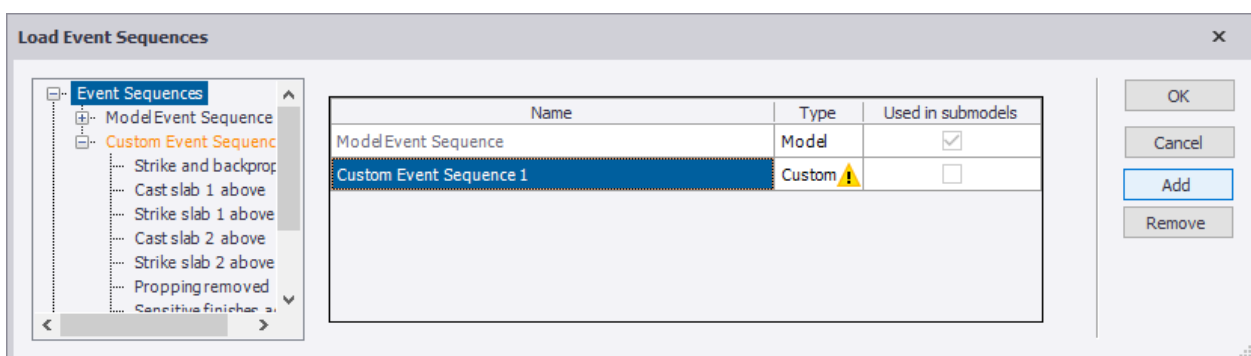 Load Event Sequences
Event Sequences
Model Event Sequence
Custom Event Sequenc
Strike and backprop
Cast slab 1 above
Strike slab 1 above
Cast slab 2 above
Strike slab 2 above
Propping removed
Sensitive finishes a
Name Type Used in submodels
Model Event Sequence Model
Custom Event Sequence 1 Custom
OK
Cancel
Add
Remove